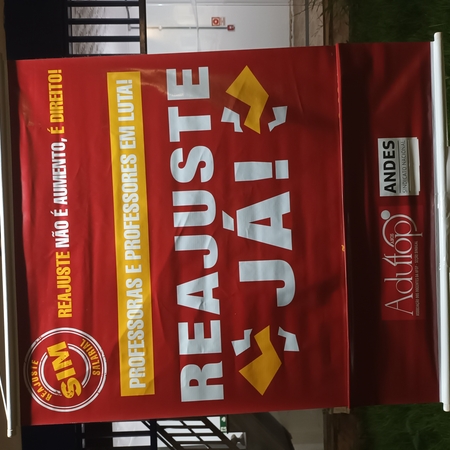 REAJUSTE
SIM
SALARIAL
REAJUSTE NÃO É AUMENTO, É DIREITO!
PROFESSORAS E PROFESSORES EM LUTA!
REAJUSTE
JÁ!
Adufop
ANDES
SINDICATO NACIONAL